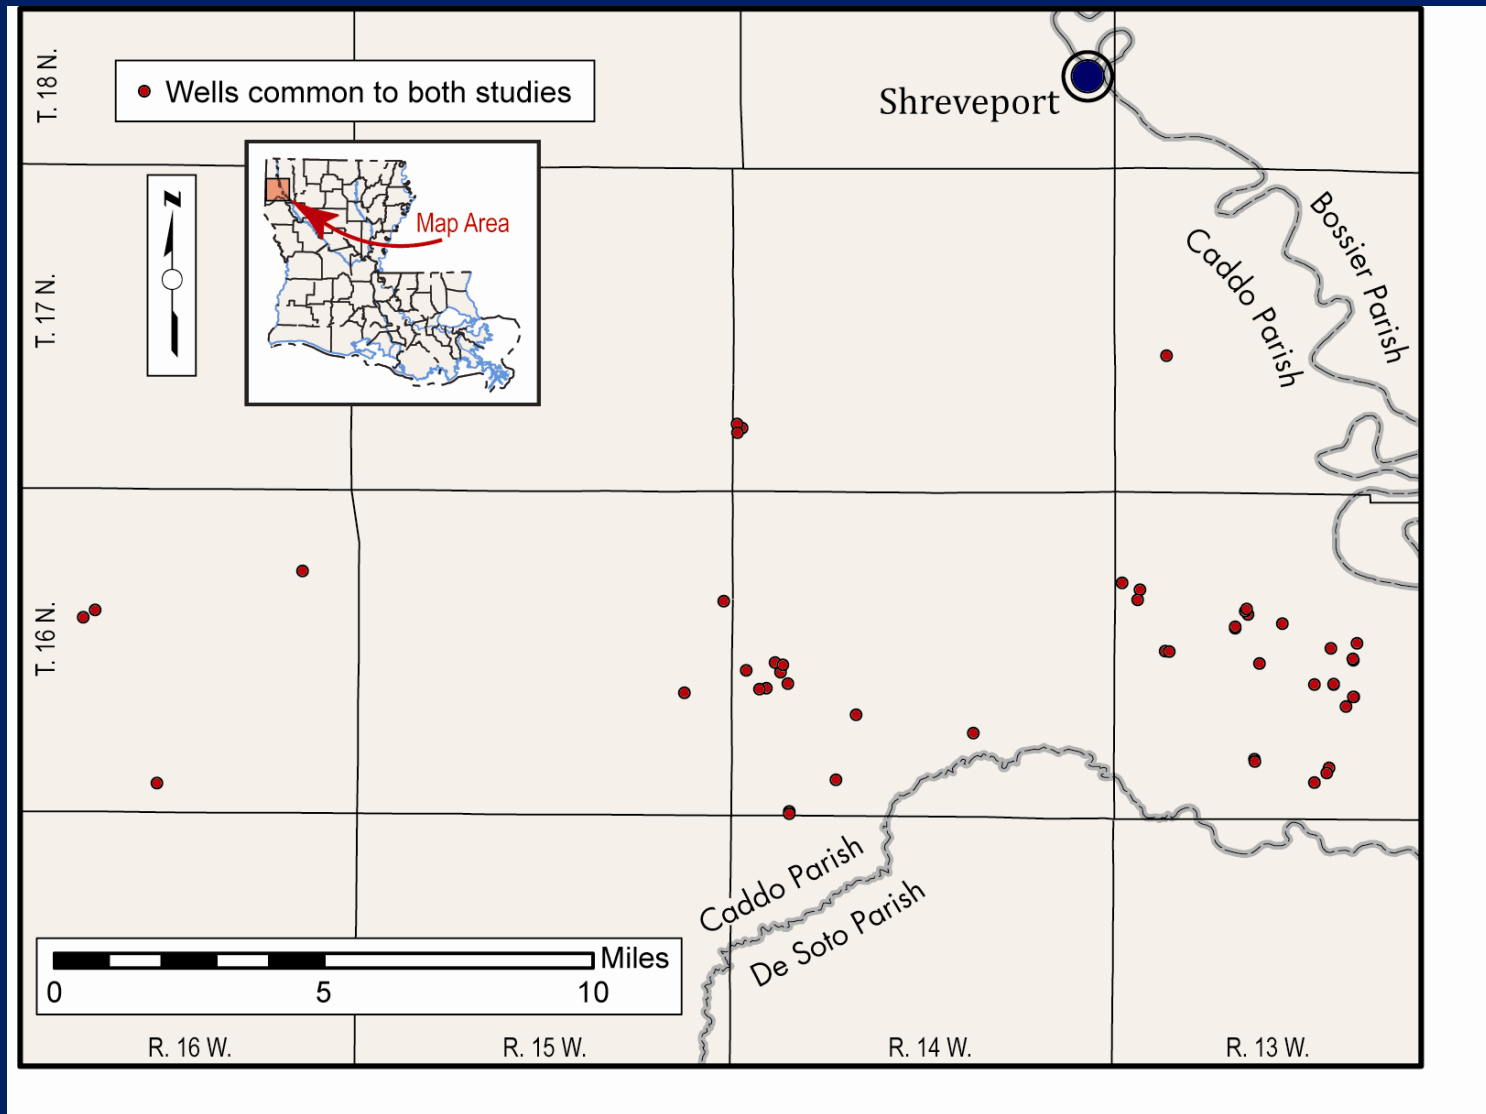 T. 18 N.
Wells common to both studies
Shreveport
N
Map Area
Bossier Parish
Caddo Parish
T. 17 N.
T. 16 N.
Caddo Parish
De Soto Parish
Miles
0 5 10
R. 16 W. R. 15 W. R. 14 W. R. 13 W.